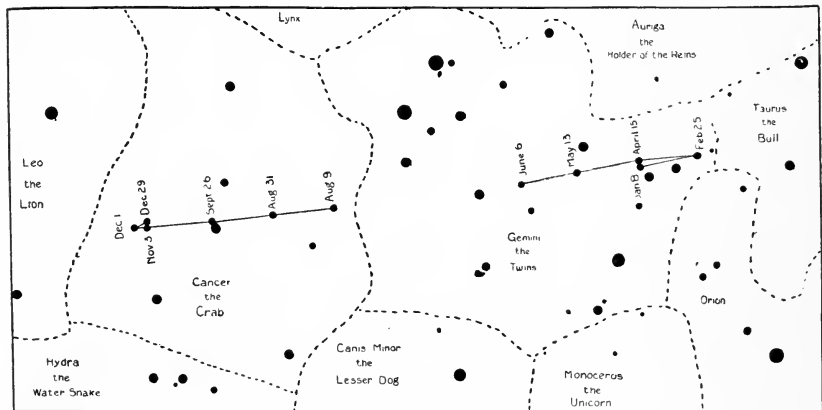 Lynx
Auriga
the
Holder of the Reins
Taurus
the
Bull
Leo
the
Lion
Dec 1
Dec 29
Nov 3
Sept 26
Aug 31
Aug 9
June 6
May 13
April 15
Jan 8
Feb 25
Gemini
the
Twins
Cancer
the
Crab
Orion
Hydra
the
Water Snake
Canis Minor
the
Lesser Dog
Monoceros
the
Unicorn